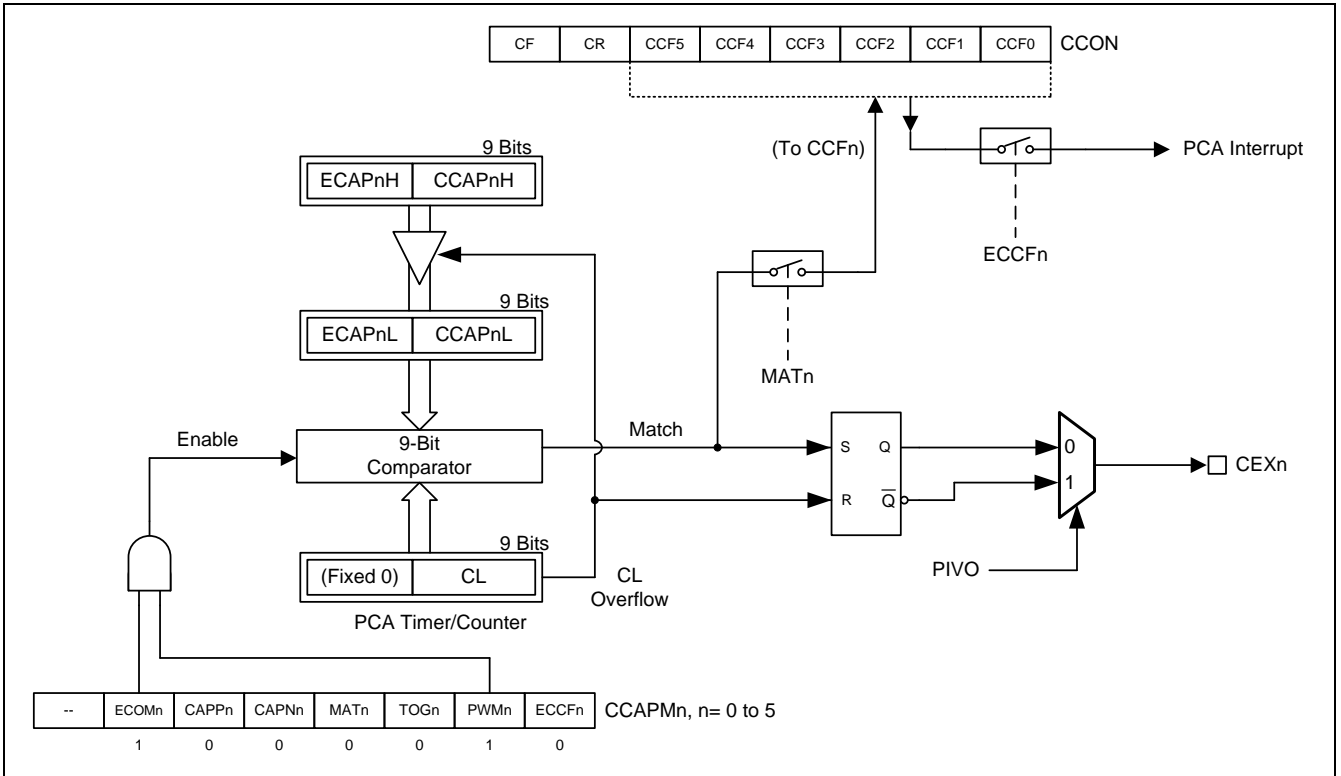 CF CR CCF5 CCF4 CCF3 CCF2 CCF1 CCF0 CCON
(To CCFn)
PCA Interrupt
ECCFn
9 Bits
ECAPnH CCAPnH
9 Bits
ECAPnL CCAPnL
MATn
Enable
9-Bit
Comparator
Match
S Q
R Q
0
1
CEXn
PIVO
9 Bits
(Fixed 0) CL
CL
Overflow
PCA Timer/Counter
-- ECOMn CAPPn CAPNn MATn TOGn PWMn ECCFn CCAPMn, n= 0 to 5
1 0 0 0 0 1 0